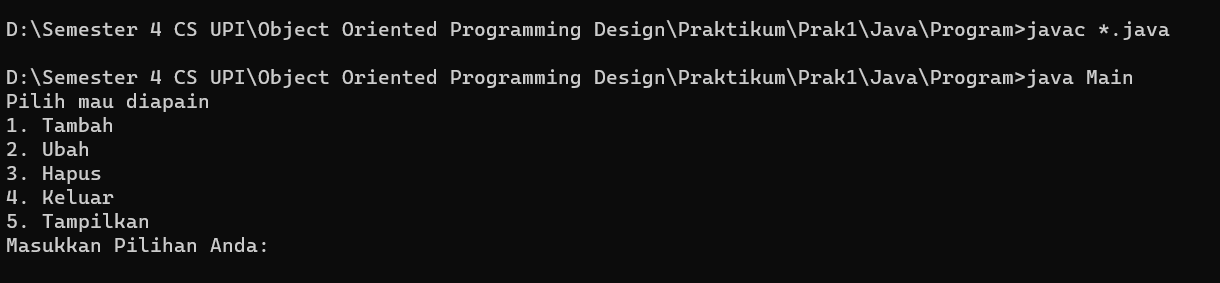 D:\Semester 4 CS UPI\Object Oriented Programming Design\Praktikum\Prak1\Java\Program>javac *.java
D:\Semester 4 CS UPI\Object Oriented Programming Design\Praktikum\Prak1\Java\Program>java Main
Pilih mau diapain
1. Tambah
2. Ubah
3. Hapus
4. Keluar
5. Tampilkan
Masukkan Pilihan Anda: